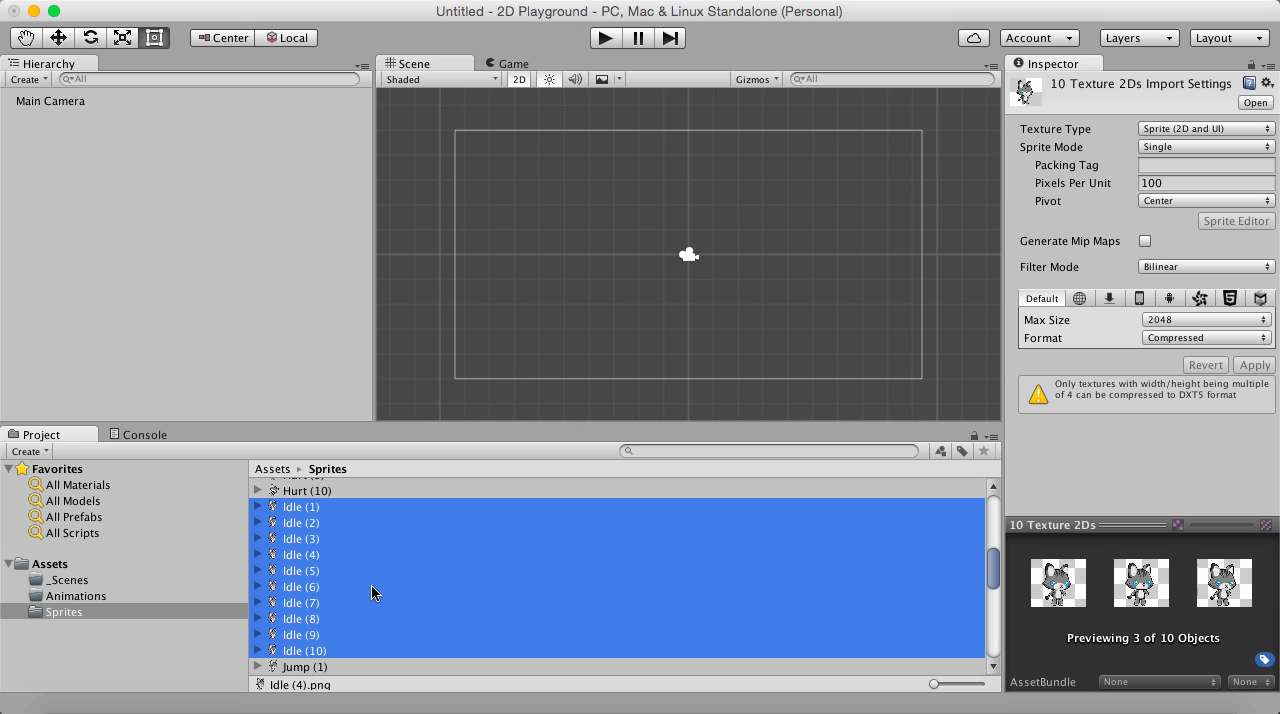 Untitled - 2D Playground - PC, Mac & Linux Standalone (Personal)
Center Local Account Layers Layout
Hierarchy
Create All
Main Camera
Scene Game
Shaded 2D Gizmos All
Inspector
10 Texture 2Ds Import Settings
Open
Texture Type Sprite (2D and UI)
Sprite Mode Single
Packing Tag
Pixels Per Unit 100
Pivot Center
Sprite Editor
Generate Mip Maps
Filter Mode Bilinear
Default
Max Size 2048
Format Compressed
Revert Apply
Only textures with width/height being multiple
of 4 can be compressed to DXT5 format
Project Console
Create
Favorites
All Materials
All Models
All Prefabs
All Scripts
Assets
_Scenes
Animations
Sprites
Assets ▸ Sprites
Hurt (10)
Idle (1)
Idle (2)
Idle (3)
Idle (4)
Idle (5)
Idle (6)
Idle (7)
Idle (8)
Idle (9)
Idle (10)
Jump (1)
Idle (4).png
10 Texture 2Ds
Previewing 3 of 10 Objects
AssetBundle None None